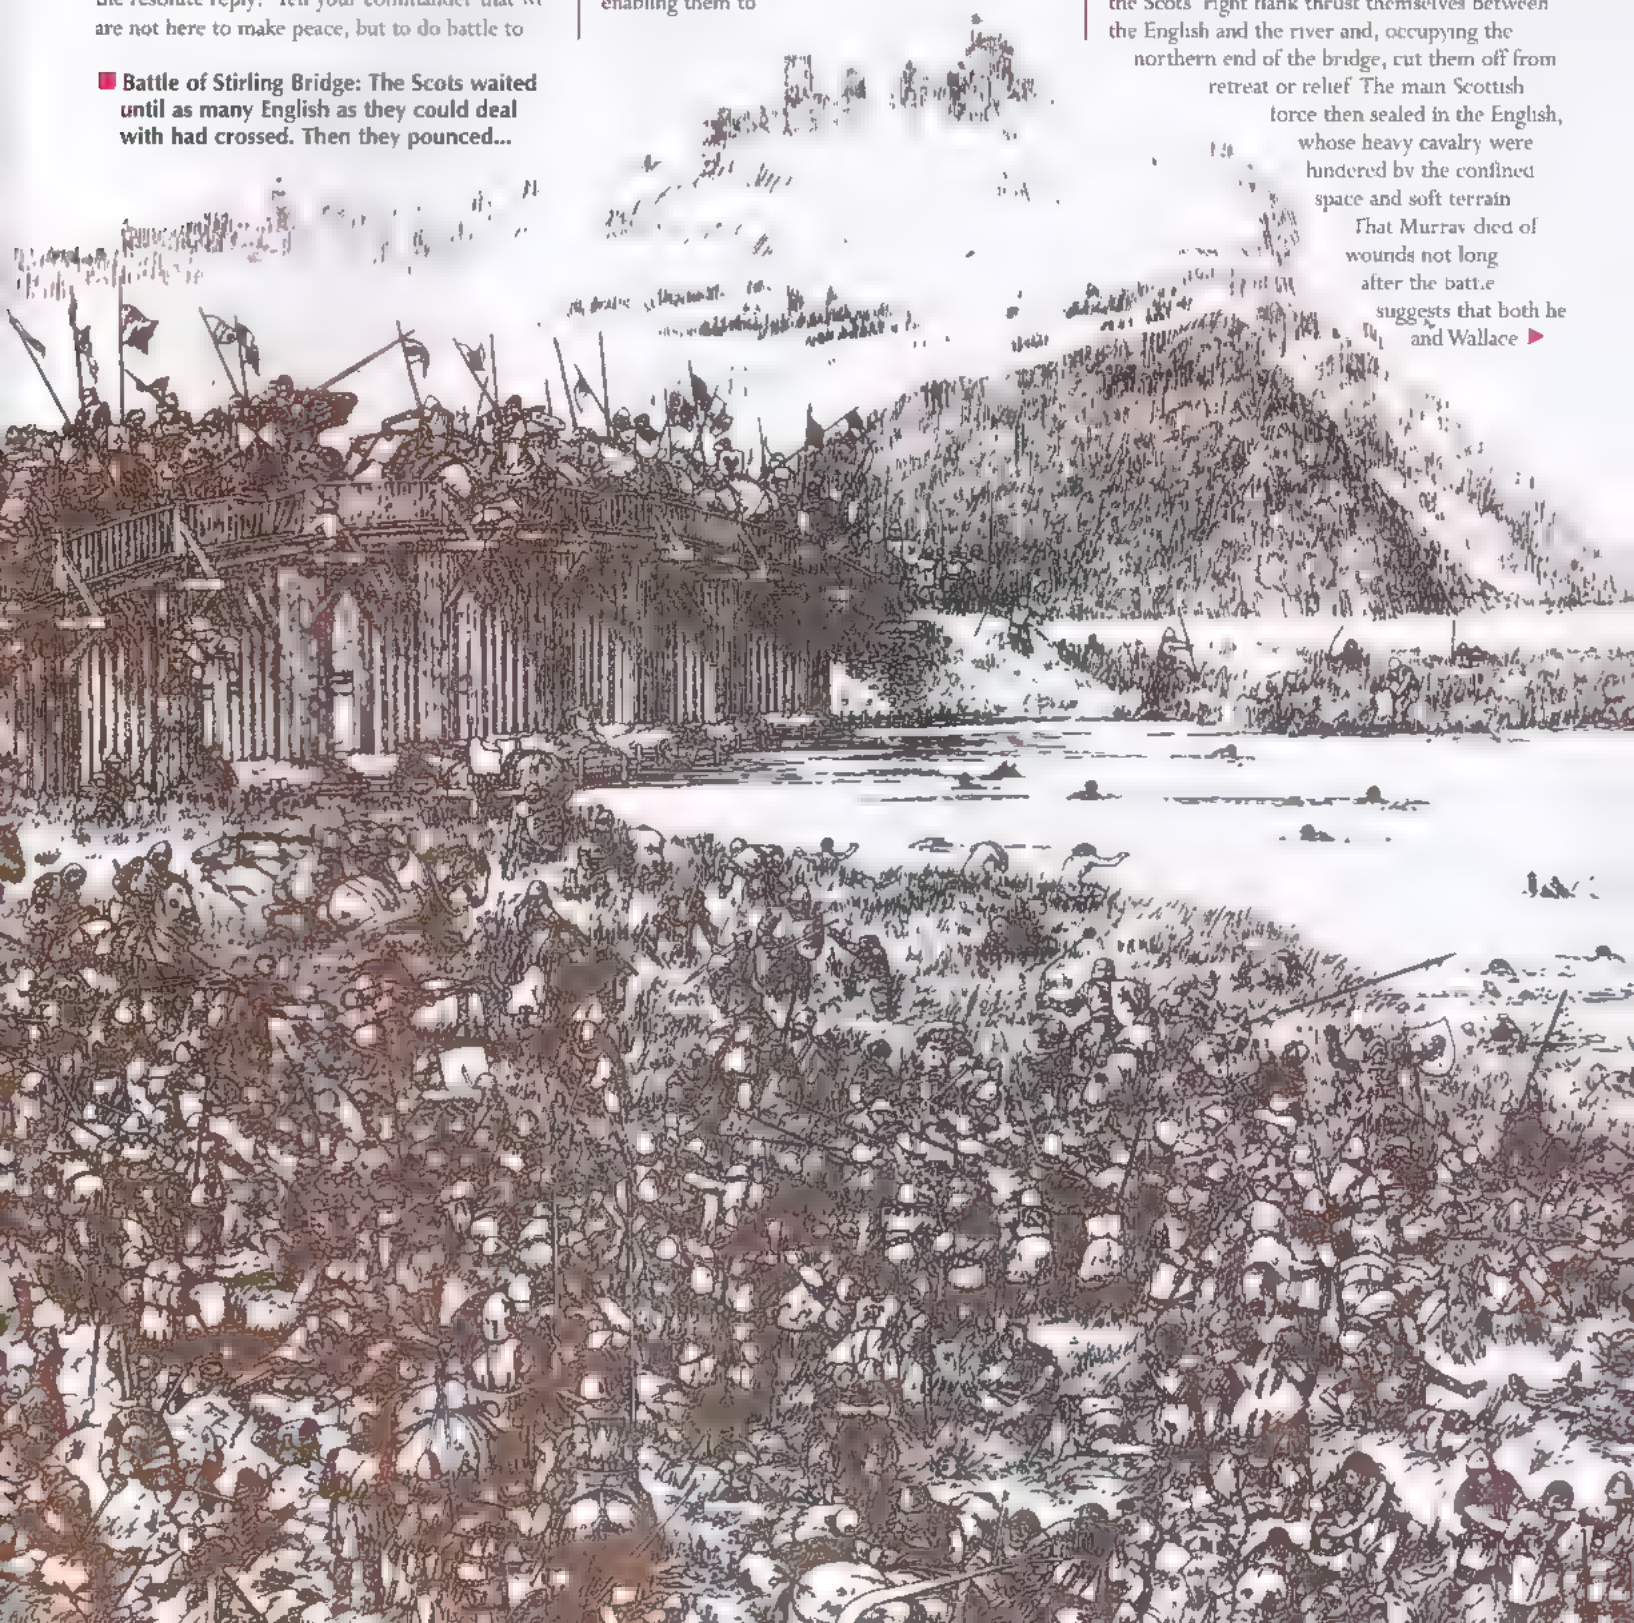 the resolute reply. "Tell your commander that we
are not here to make peace, but to do battle to
Battle of Stirling Bridge: The Scots waited
until as many English as they could deal
with had crossed. Then they pounced...
enabling them to
the Scots' right flank thrust themselves between
the English and the river and, occupying the
northern end of the bridge, cut them off from
retreat or relief The main Scottish
force then sealed in the English,
whose heavy cavalry were
hindered by the confined
space and soft terrain
That Murray died of
wounds not long
after the battle
suggests that both he
and Wallace